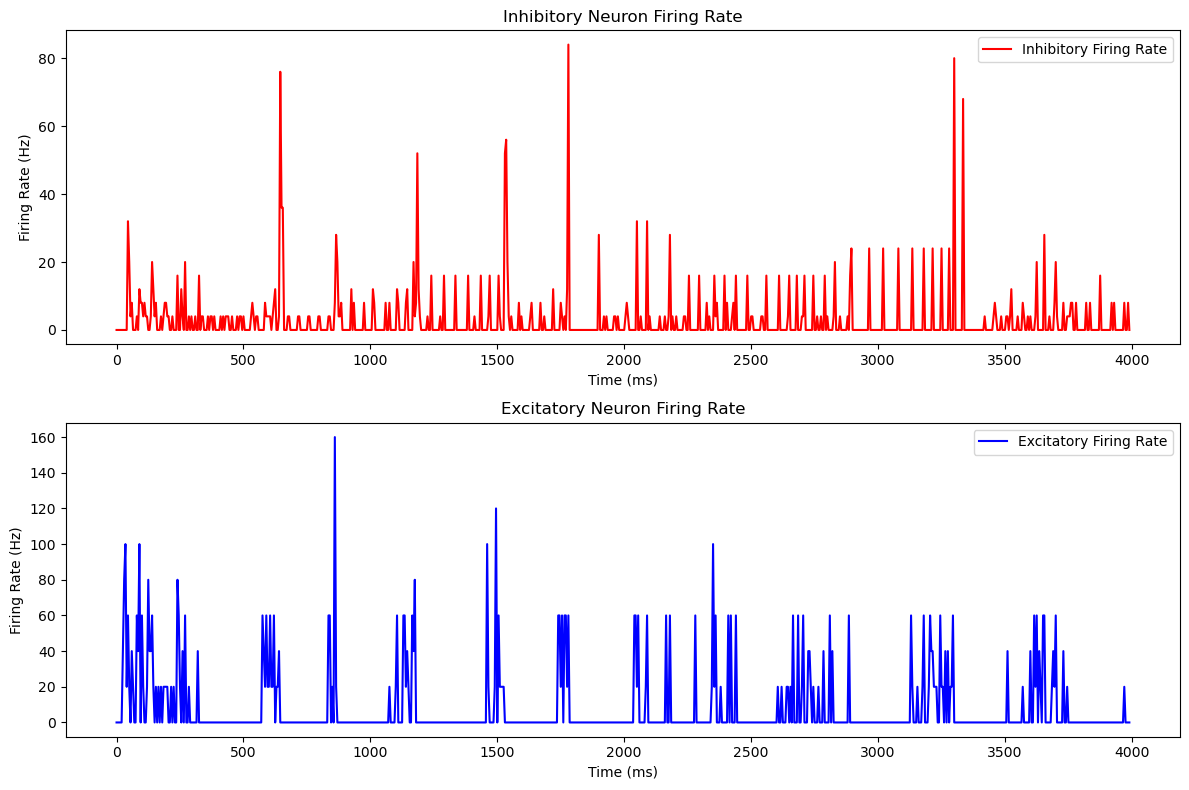 Inhibitory Neuron Firing Rate
Inhibitory Firing Rate
Firing Rate (Hz)
80
60
40
20
0
0 500 1000 1500 2000 2500 3000 3500 4000
Time (ms)
Excitatory Neuron Firing Rate
Excitatory Firing Rate
Firing Rate (Hz)
160
140
120
100
80
60
40
20
0
0 500 1000 1500 2000 2500 3000 3500 4000
Time (ms)